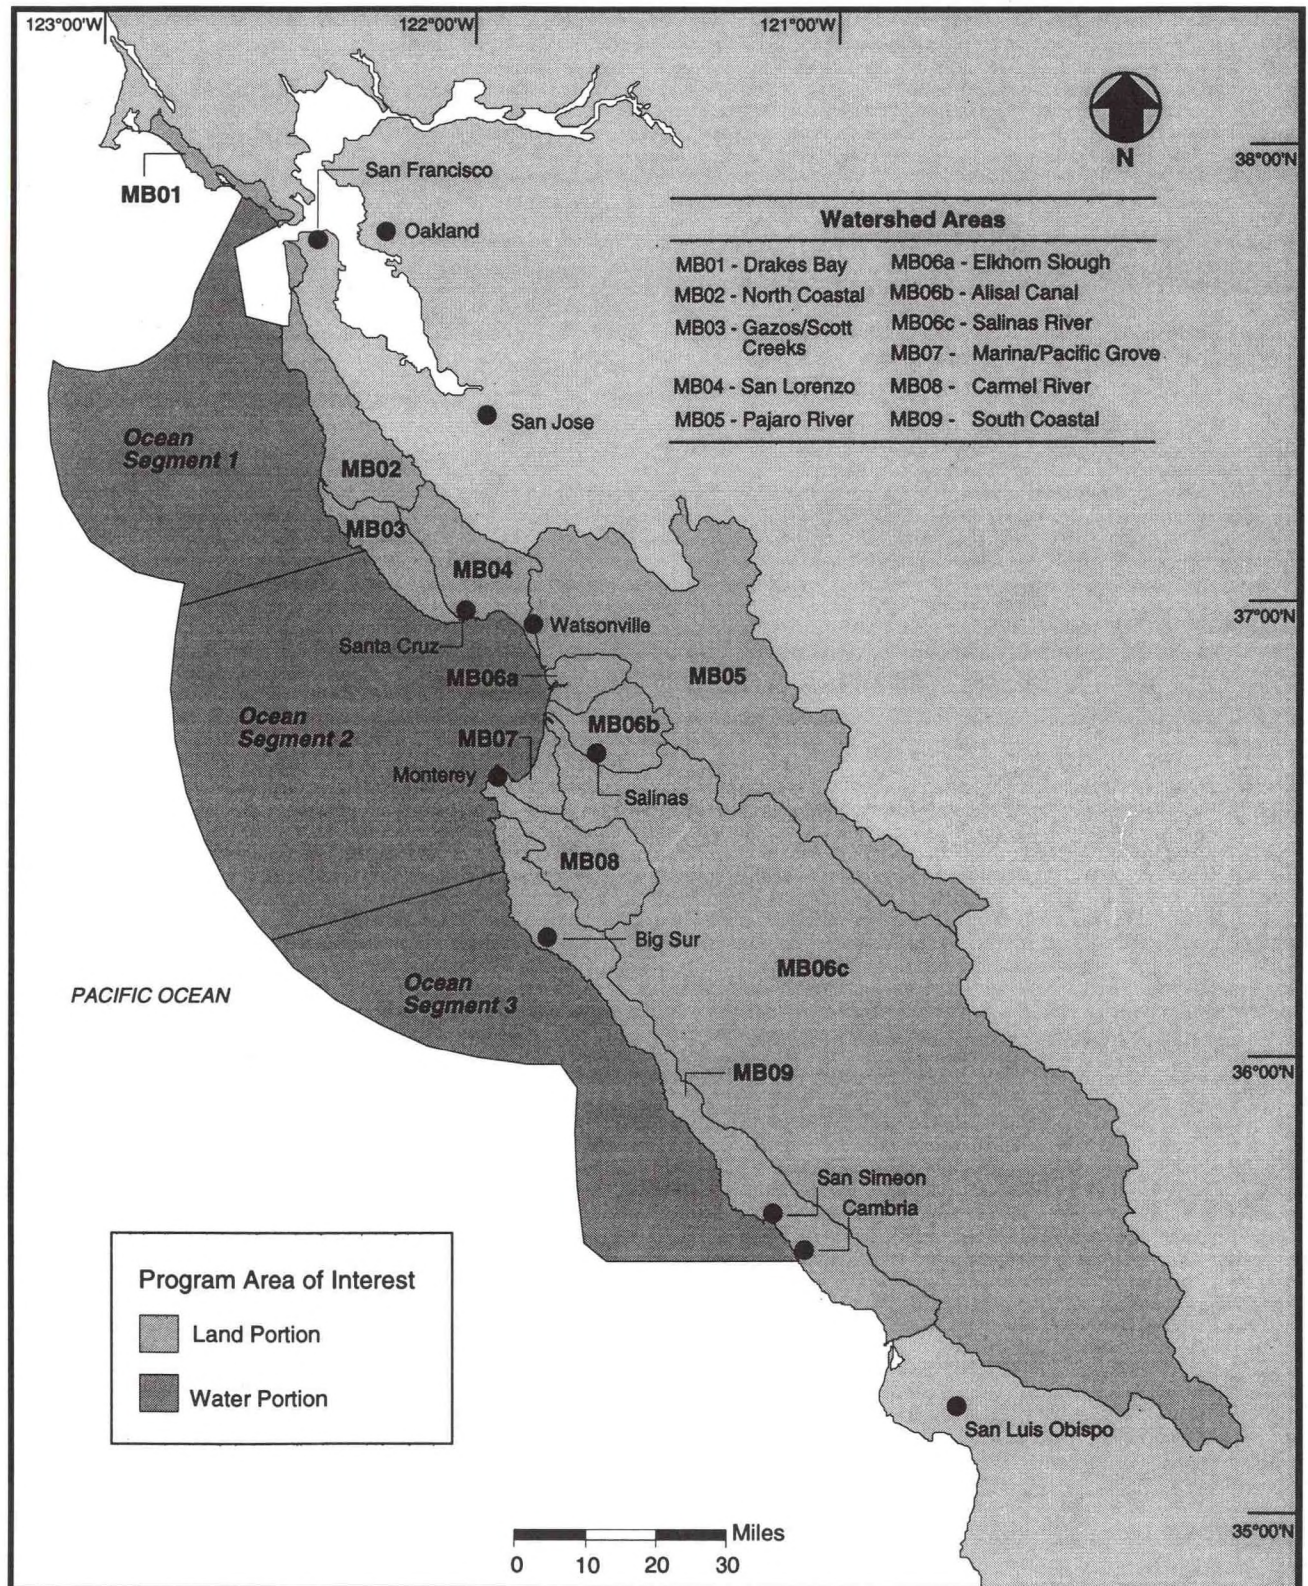 123°00'W
122°00'W
121°00'W
N
38°00'N
MB01
San Francisco
Oakland
Watershed Areas
MB01 - Drakes Bay
MB02 - North Coastal
MB03 - Gazos/Scott
Creeks
MB04 - San Lorenzo
MB05 - Pajaro River
MB06a - Elkhorn Slough
MB06b - Alisal Canal
MB06c - Salinas River
MB07 - Marina/Pacific Grove
MB08 - Carmel River
MB09 - South Coastal
San Jose
Ocean
Segment 1
MB02
MB03
MB04
37°00'N
Watsonville
Santa Cruz
MB06a
MB05
Ocean
Segment 2
MB07
MB06b
Monterey
Salinas
MB08
Big Sur
MB06c
PACIFIC OCEAN
Ocean
Segment 3
36°00'N
MB09
San Simeon
Cambria
Program Area of Interest
Land Portion
Water Portion
San Luis Obispo
35°00'N
Miles
0 10 20 30